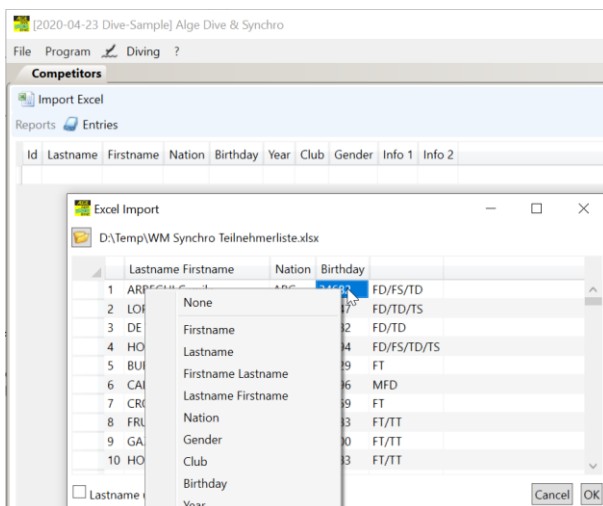 [2020-04-23 Dive-Sample] Alge Dive & Synchro
File Program Diving ?
Competitors
Import Excel
Reports Entries
Id Lastname Firstname Nation Birthday Year Club Gender Info 1 Info 2
Excel Import
D:\Temp\WM Synchro Teilnehmerliste.xlsx
Lastname Firstname Nation Birthday
1 FD/FS/TD
2 FD/TD/TS
3 DE FD/TD
4 HO FD/FS/TD/TS
5 FT
6 MFD
7 FT
8 FRU FT/TT
9 FT/TT
10 HO FT/TT
None
Firstname
Lastname
Firstname Lastname
Lastname Firstname
Nation
Gender
Club
Birthday
Year
Lastname
Cancel OK